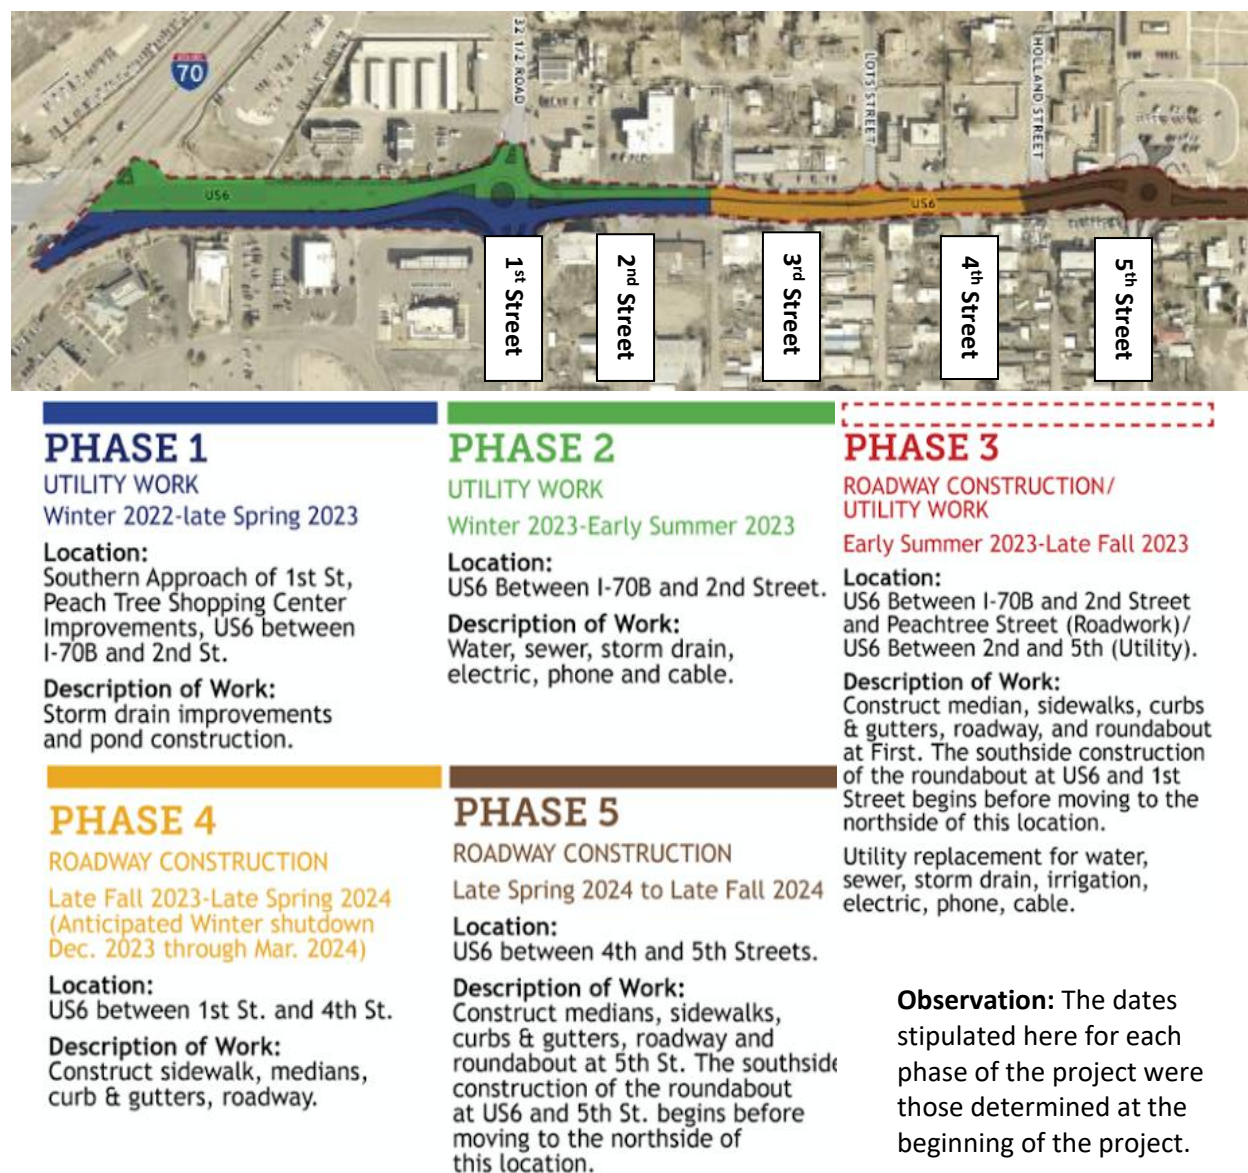 70
32 1/2 ROAD
LOTS STREET
HOLLAND STREET
US6
US6
1st Street
2nd Street
3rd Street
4th Street
5th Street
PHASE 1
UTILITY WORK
Winter 2022-late Spring 2023
Location:
Southern Approach of 1st St,
Peach Tree Shopping Center
Improvements, US6 between
I-70B and 2nd St.
Description of Work:
Storm drain improvements
and pond construction.
PHASE 2
UTILITY WORK
Winter 2023-Early Summer 2023
Location:
US6 Between I-70B and 2nd Street.
Description of Work:
Water, sewer, storm drain,
electric, phone and cable.
PHASE 3
ROADWAY CONSTRUCTION/
UTILITY WORK
Early Summer 2023-Late Fall 2023
Location:
US6 Between I-70B and 2nd Street
and Peachtree Street (Roadwork)/
US6 Between 2nd and 5th (Utility).
Description of Work:
Construct median, sidewalks, curbs
& gutters, roadway, and roundabout
at First. The southside construction
of the roundabout at US6 and 1st
Street begins before moving to the
northside of this location.
Utility replacement for water,
sewer, storm drain, irrigation,
electric, phone, cable.
PHASE 4
ROADWAY CONSTRUCTION
Late Fall 2023-Late Spring 2024
(Anticipated Winter shutdown
Dec. 2023 through Mar. 2024)
Location:
US6 between 1st St. and 4th St.
Description of Work:
Construct sidewalk, medians,
curb & gutters, roadway.
PHASE 5
ROADWAY CONSTRUCTION
Late Spring 2024 to Late Fall 2024
Location:
US6 between 4th and 5th Streets.
Description of Work:
Construct medians, sidewalks,
curbs & gutters, roadway and
roundabout at 5th St. The southside
construction of the roundabout
at US6 and 5th St. begins before
moving to the northside of
this location.
Observation: The dates
stipulated here for each
phase of the project were
those determined at the
beginning of the project.